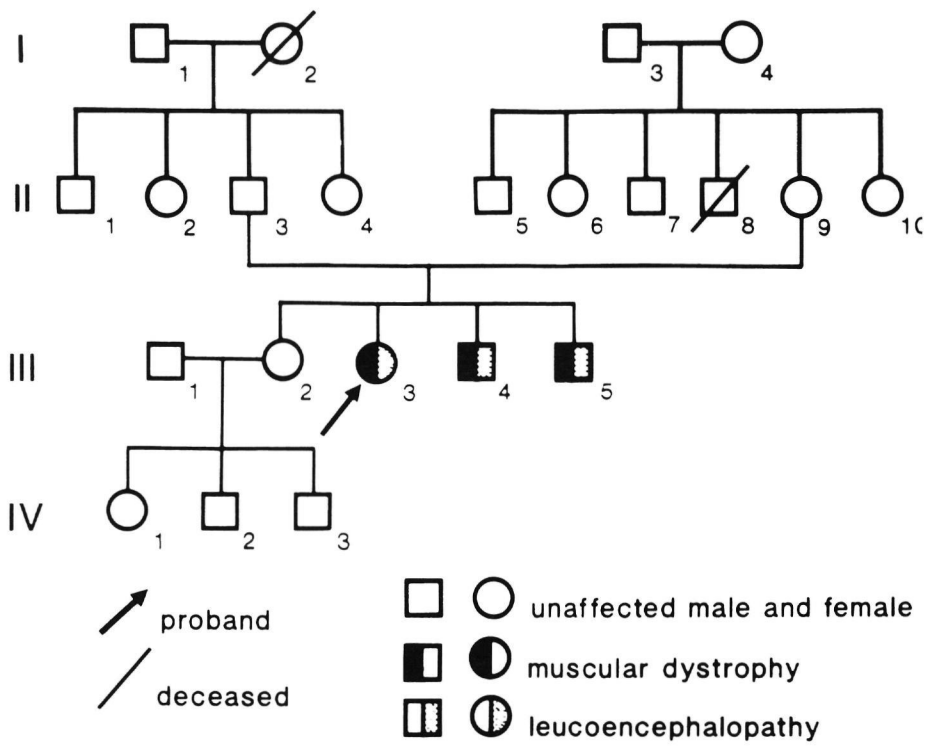 I
1
2
3
4
II
1
2
3
4
5
6
7
8
9
10
III
1
2
3
4
5
IV
1
2
3
proband
deceased
unaffected male and female
muscular dystrophy
leucoencephalopathy